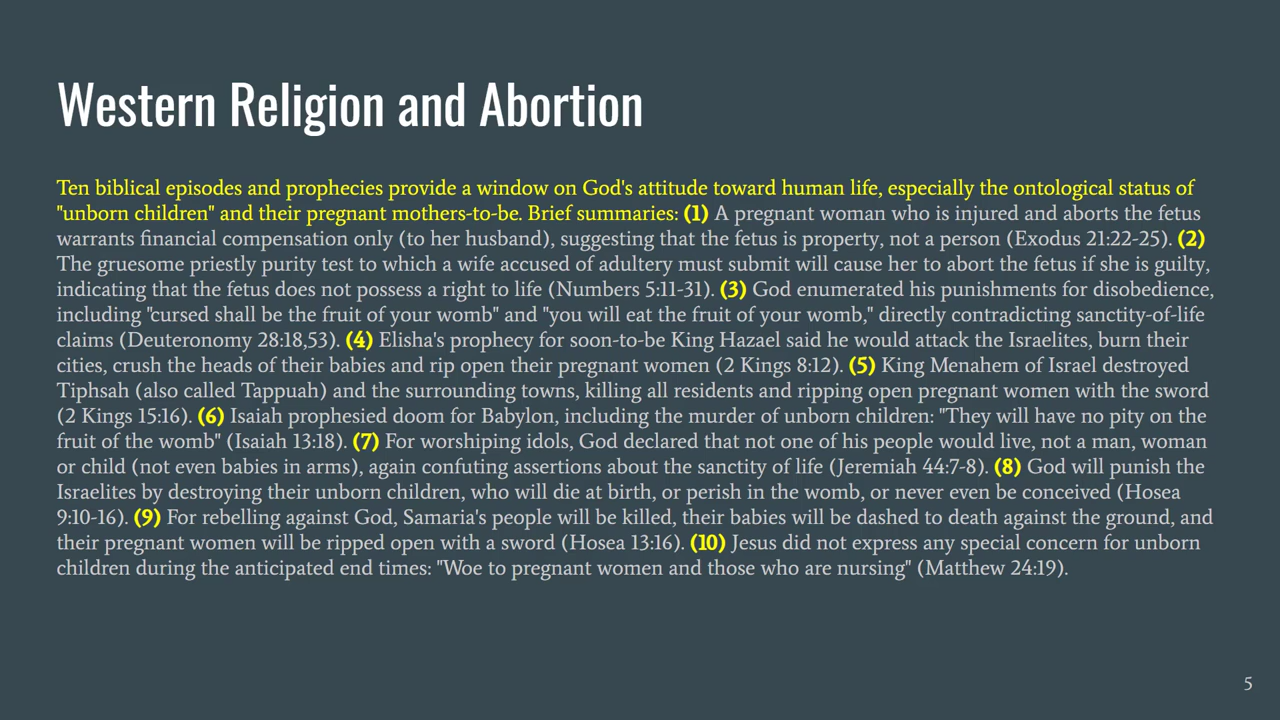 Western Religion and Abortion
Ten biblical episodes and prophecies provide a window on God's attitude toward human life, especially the ontological status of
"unborn children" and their pregnant mothers-to-be. Brief summaries: (1) A pregnant woman who is injured and aborts the fetus
warrants financial compensation only (to her husband), suggesting that the fetus is property, not a person (Exodus 21:22-25). (2)
The gruesome priestly purity test to which a wife accused of adultery must submit will cause her to abort the fetus if she is guilty,
indicating that the fetus does not possess a right to life (Numbers 5:11-31). (3) God enumerated his punishments for disobedience,
including "cursed shall be the fruit of your womb" and "you will eat the fruit of your womb," directly contradicting sanctity-of-life
claims (Deuteronomy 28:18,53). (4) Elisha's prophecy for soon-to-be King Hazael said he would attack the Israelites, burn their
cities, crush the heads of their babies and rip open their pregnant women (2 Kings 8:12). (5) King Menahem of Israel destroyed
Tiphsah (also called Tappuah) and the surrounding towns, killing all residents and ripping open pregnant women with the sword
(2 Kings 15:16). (6) Isaiah prophesied doom for Babylon, including the murder of unborn children: "They will have no pity on the
fruit of the womb" (Isaiah 13:18). (7) For worshiping idols, God declared that not one of his people would live, not a man, woman
or child (not even babies in arms), again confuting assertions about the sanctity of life (Jeremiah 44:7-8). (8) God will punish the
Israelites by destroying their unborn children, who will die at birth, or perish in the womb, or never even be conceived (Hosea
9:10-16). (9) For rebelling against God, Samaria's people will be killed, their babies will be dashed to death against the ground, and
their pregnant women will be ripped open with a sword (Hosea 13:16). (10) Jesus did not express any special concern for unborn
children during the anticipated end times: "Woe to pregnant women and those who are nursing" (Matthew 24:19).
5